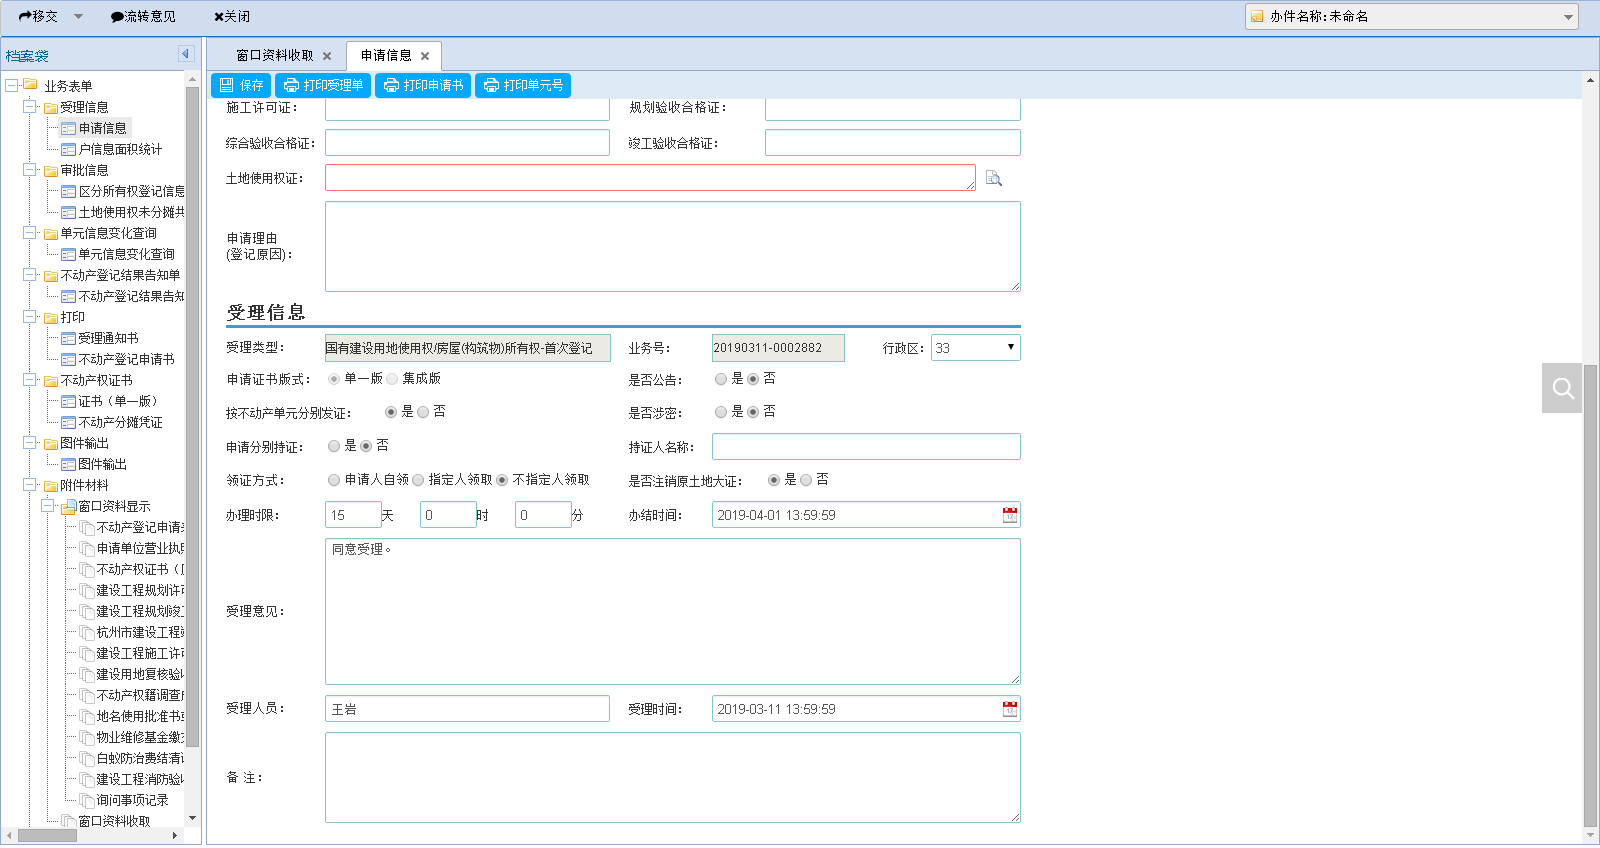 移交 流转意见 关闭 办件名称:未命名
档案袋
窗口资料收取 申请信息
保存 打印受理单 打印申请书 打印单元号
业务表单
受理信息
申请信息
户信息面积统计
审批信息
区分所有权登记信息
土地使用权未分摊共
单元信息变化查询
单元信息变化查询
不动产登记结果告知单
不动产登记结果告知
打印
受理通知书
不动产登记申请书
不动产权证书
证书（单一版）
不动产分摊凭证
图件输出
图件输出
附件材料
窗口资料显示
不动产登记申请
申请单位营业执
不动产权证书（
建设工程规划许可
建设工程规划竣
杭州市建设工程
建设工程施工许可
建设用地复核验
不动产权籍调查
地名使用批准书
物业维修基金缴
白蚁防治费结清
建设工程消防验
询问事项记录
窗口资料收取
施工许可证： 规划验收合格证：
综合验收合格证： 竣工验收合格证：
土地使用权证：
申请理由
(登记原因)：
受理信息
受理类型： 国有建设用地使用权/房屋(构筑物)所有权-首次登记 业务号： 20190311-0002882 行政区： 33
申请证书版式： 单一版 集成版 是否公告： 是 否
按不动产单元分别发证： 是 否 是否涉密： 是 否
申请分别持证： 是 否 持证人名称：
领证方式： 申请人自领 指定人领取 不指定人领取 是否注销原土地大证： 是 否
办理时限： 15 天 0 时 0 分 办结时间： 2019-04-01 13:59:59
同意受理。
受理意见：
受理人员： 王岩 受理时间： 2019-03-11 13:59:59
备 注：